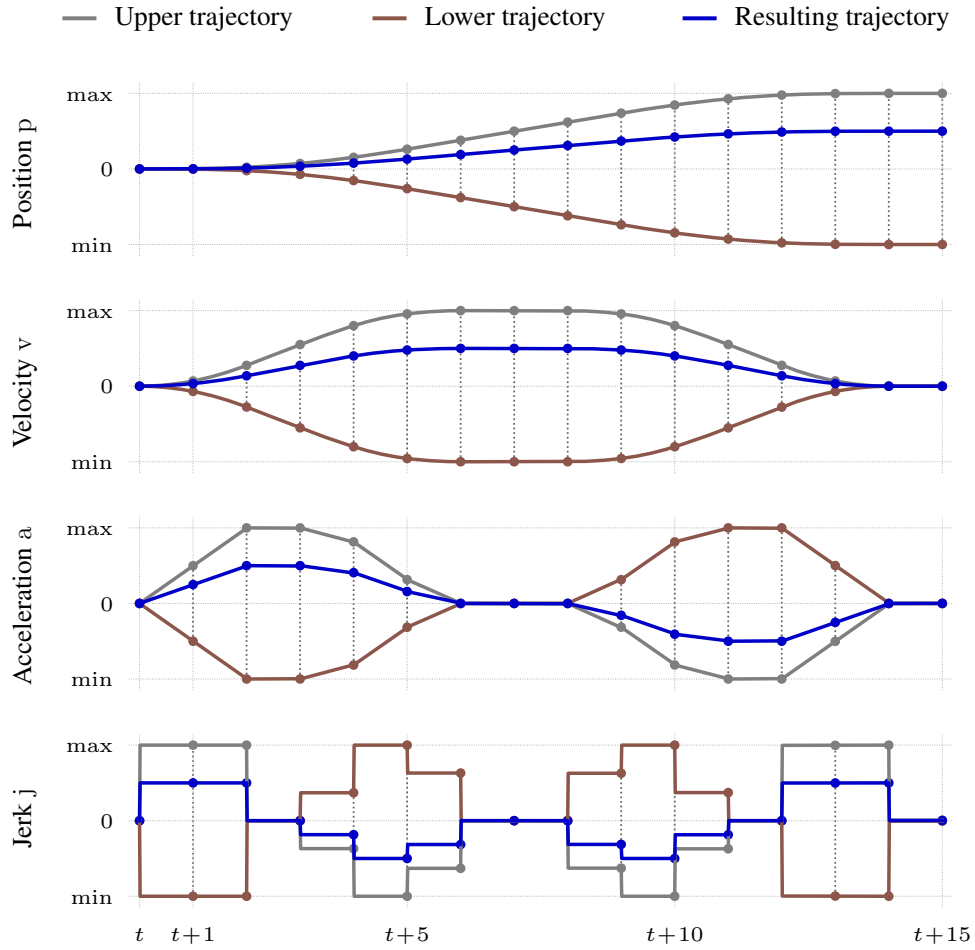 Upper trajectory Lower trajectory Resulting trajectory
Position p
max
0
min
Velocity v
max
0
min
Acceleration a
max
0
min
Jerk j
max
0
min
t t+1 t+5 t+10 t+15